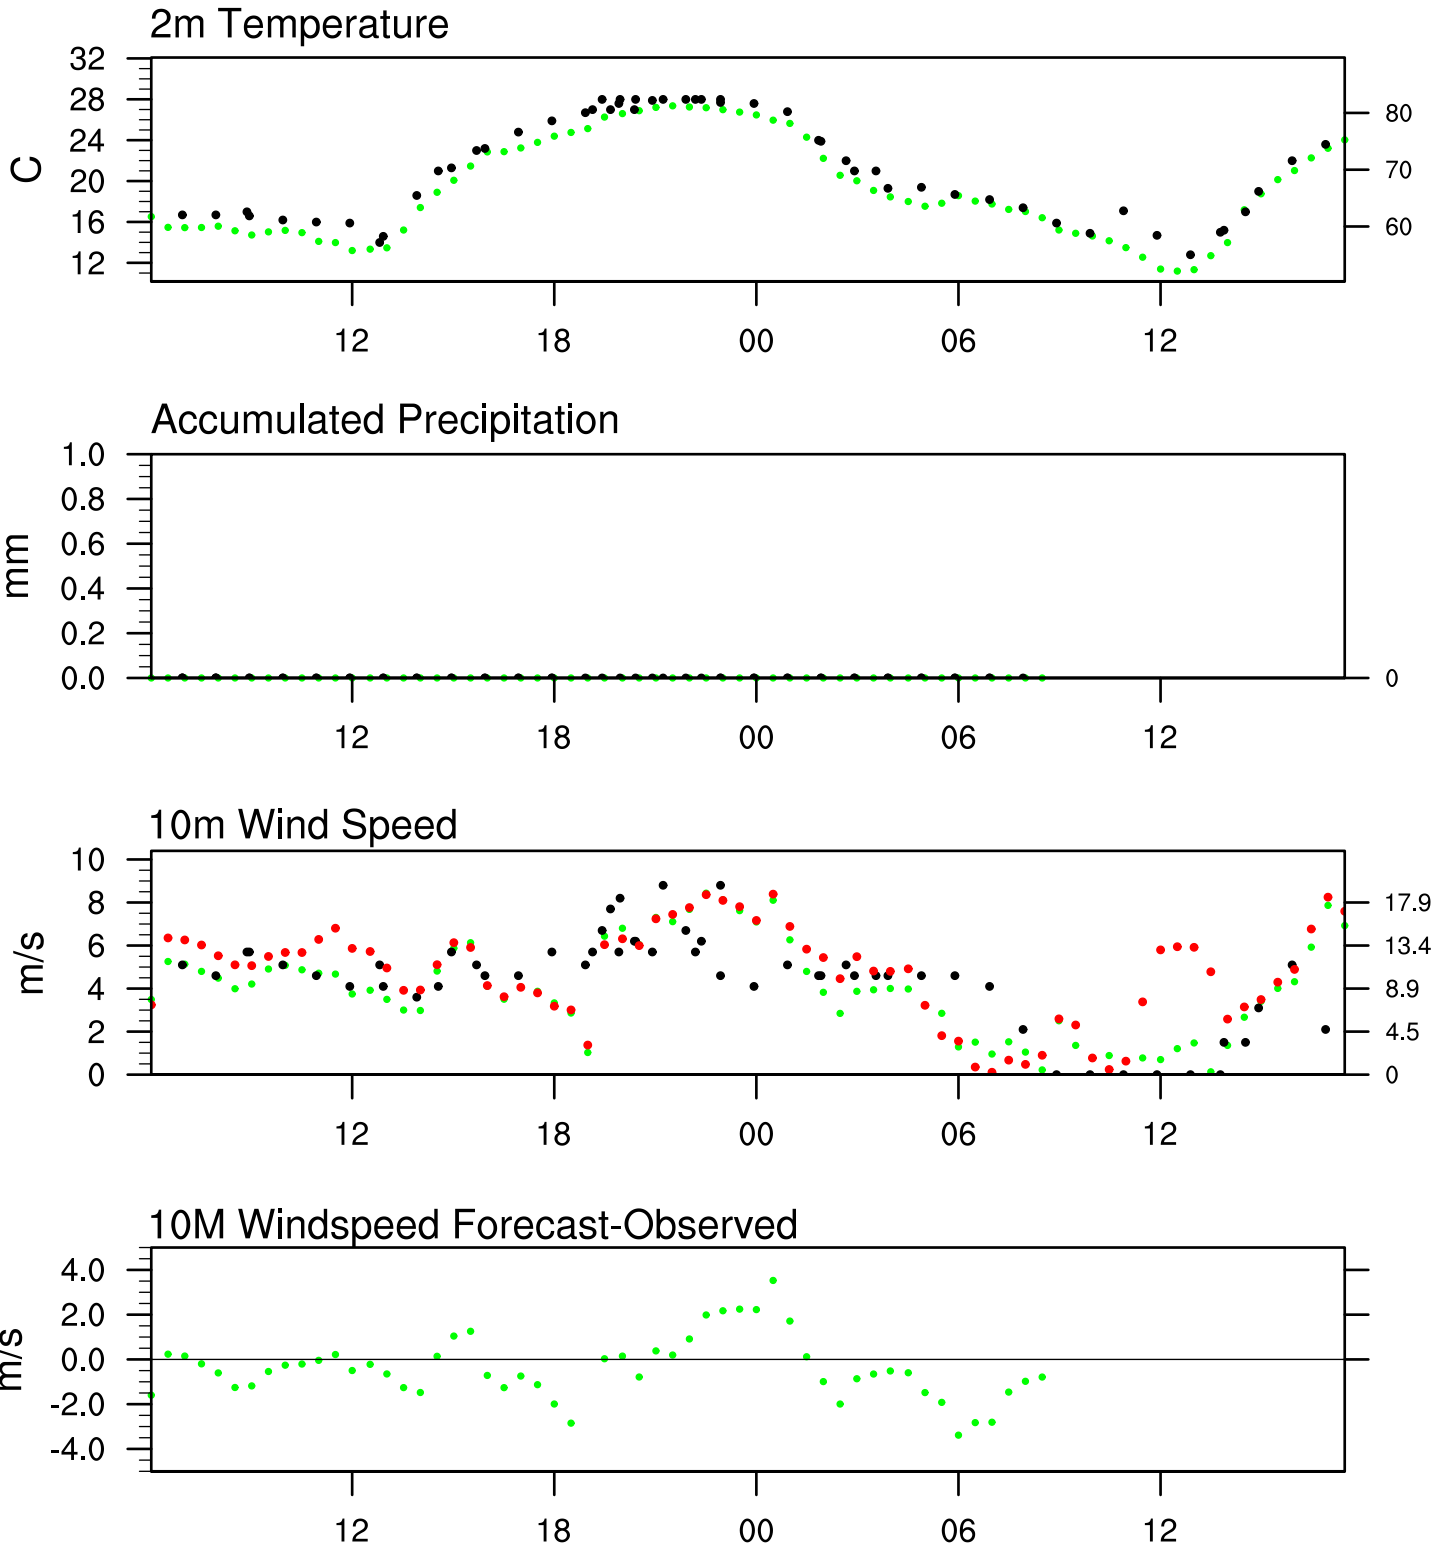 2m Temperature
32
28
24
20
16
12
C
80
70
60
12 18 00 06 12
Accumulated Precipitation
1.0
0.8
0.6
0.4
0.2
0.0
mm
0
12 18 00 06 12
10m Wind Speed
10
8
6
4
2
0
m/s
17.9
13.4
8.9
4.5
0
12 18 00 06 12
10M Windspeed Forecast-Observed
4.0
2.0
0.0
-2.0
-4.0
m/s
12 18 00 06 12